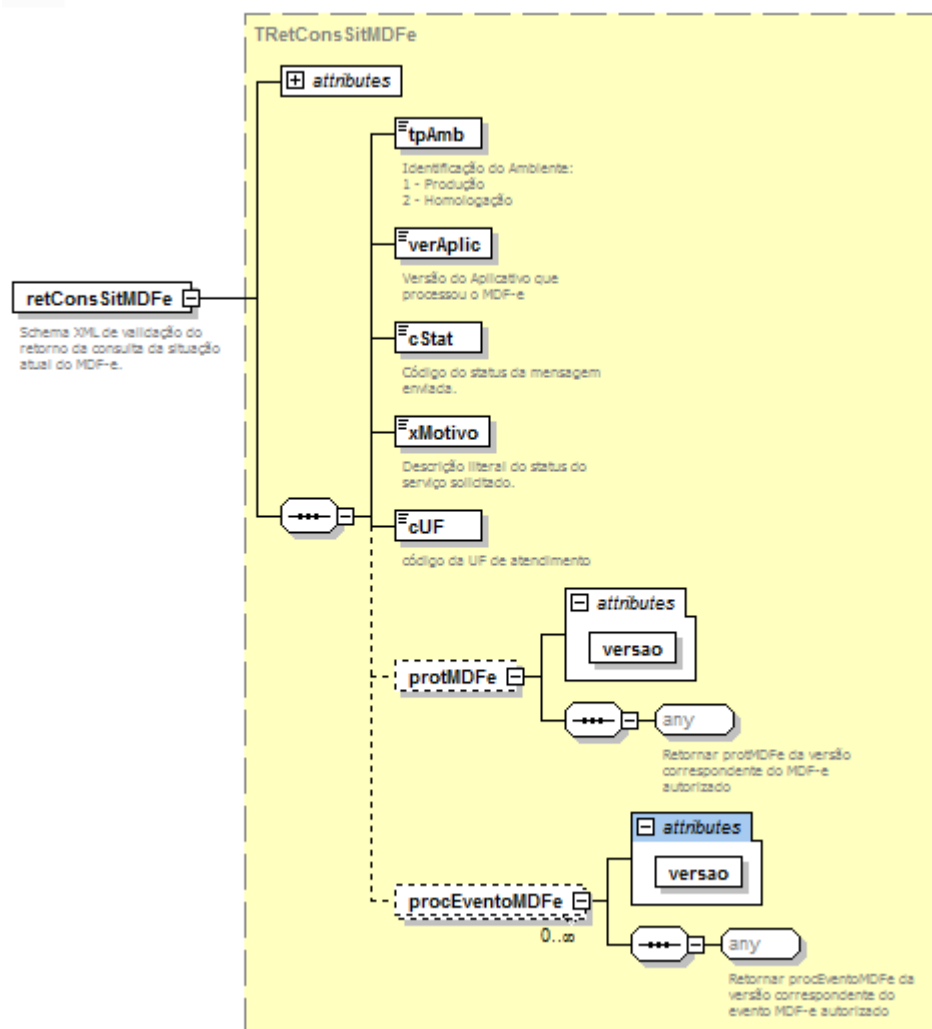 TRetConsSitMDFe
attributes
tpAmb
Identificação do Ambiente:
1 - Produção
2 - Homologação
verAplic
Versão do Aplicativo que
processou o MDF-e
retConsSitMDFe
Schema XML de validação do
retorno da consulta da situação
atual do MDF-e.
cStat
Código do status da mensagem
enviada.
xMotivo
Descrição literal do status do
serviço solicitado.
cUF
código da UF de atendimento
protMDFe
attributes
versao
any
Retornar protMDFe da versão
correspondente do MDF-e
autorizado
procEventoMDFe
0..∞
attributes
versao
any
Retornar procEventoMDFe da
versão correspondente do
evento MDF-e autorizado